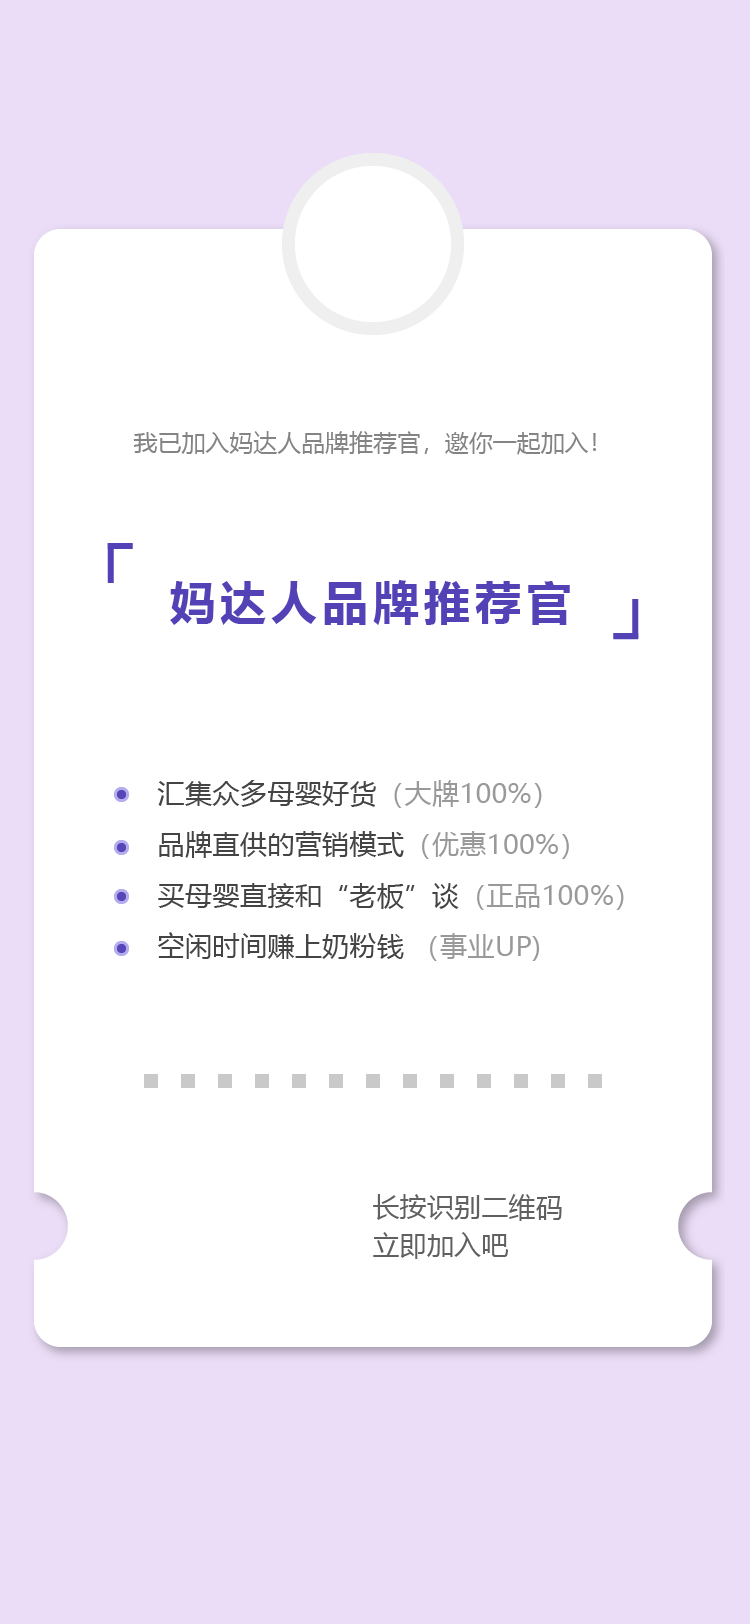 我已加入妈达人品牌推荐官，邀你一起加入！
「妈达人品牌推荐官」
汇集众多母婴好货（大牌100%）
品牌直供的营销模式（优惠100%）
买母婴直接和“老板”谈（正品100%）
空闲时间赚上奶粉钱（事业UP)
长按识别二维码
立即加入吧